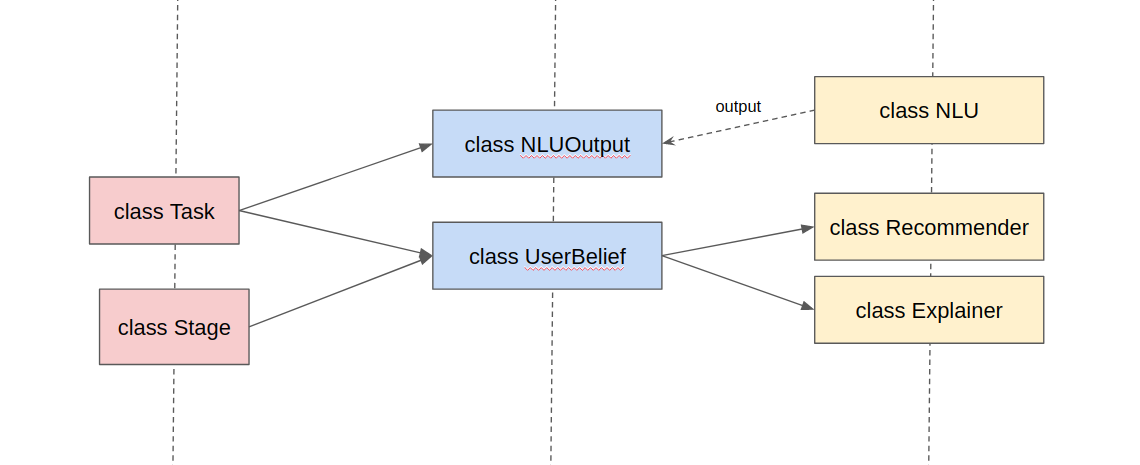 class Task
class Stage
class NLUOutput
class UserBelief
output
class NLU
class Recommender
class Explainer